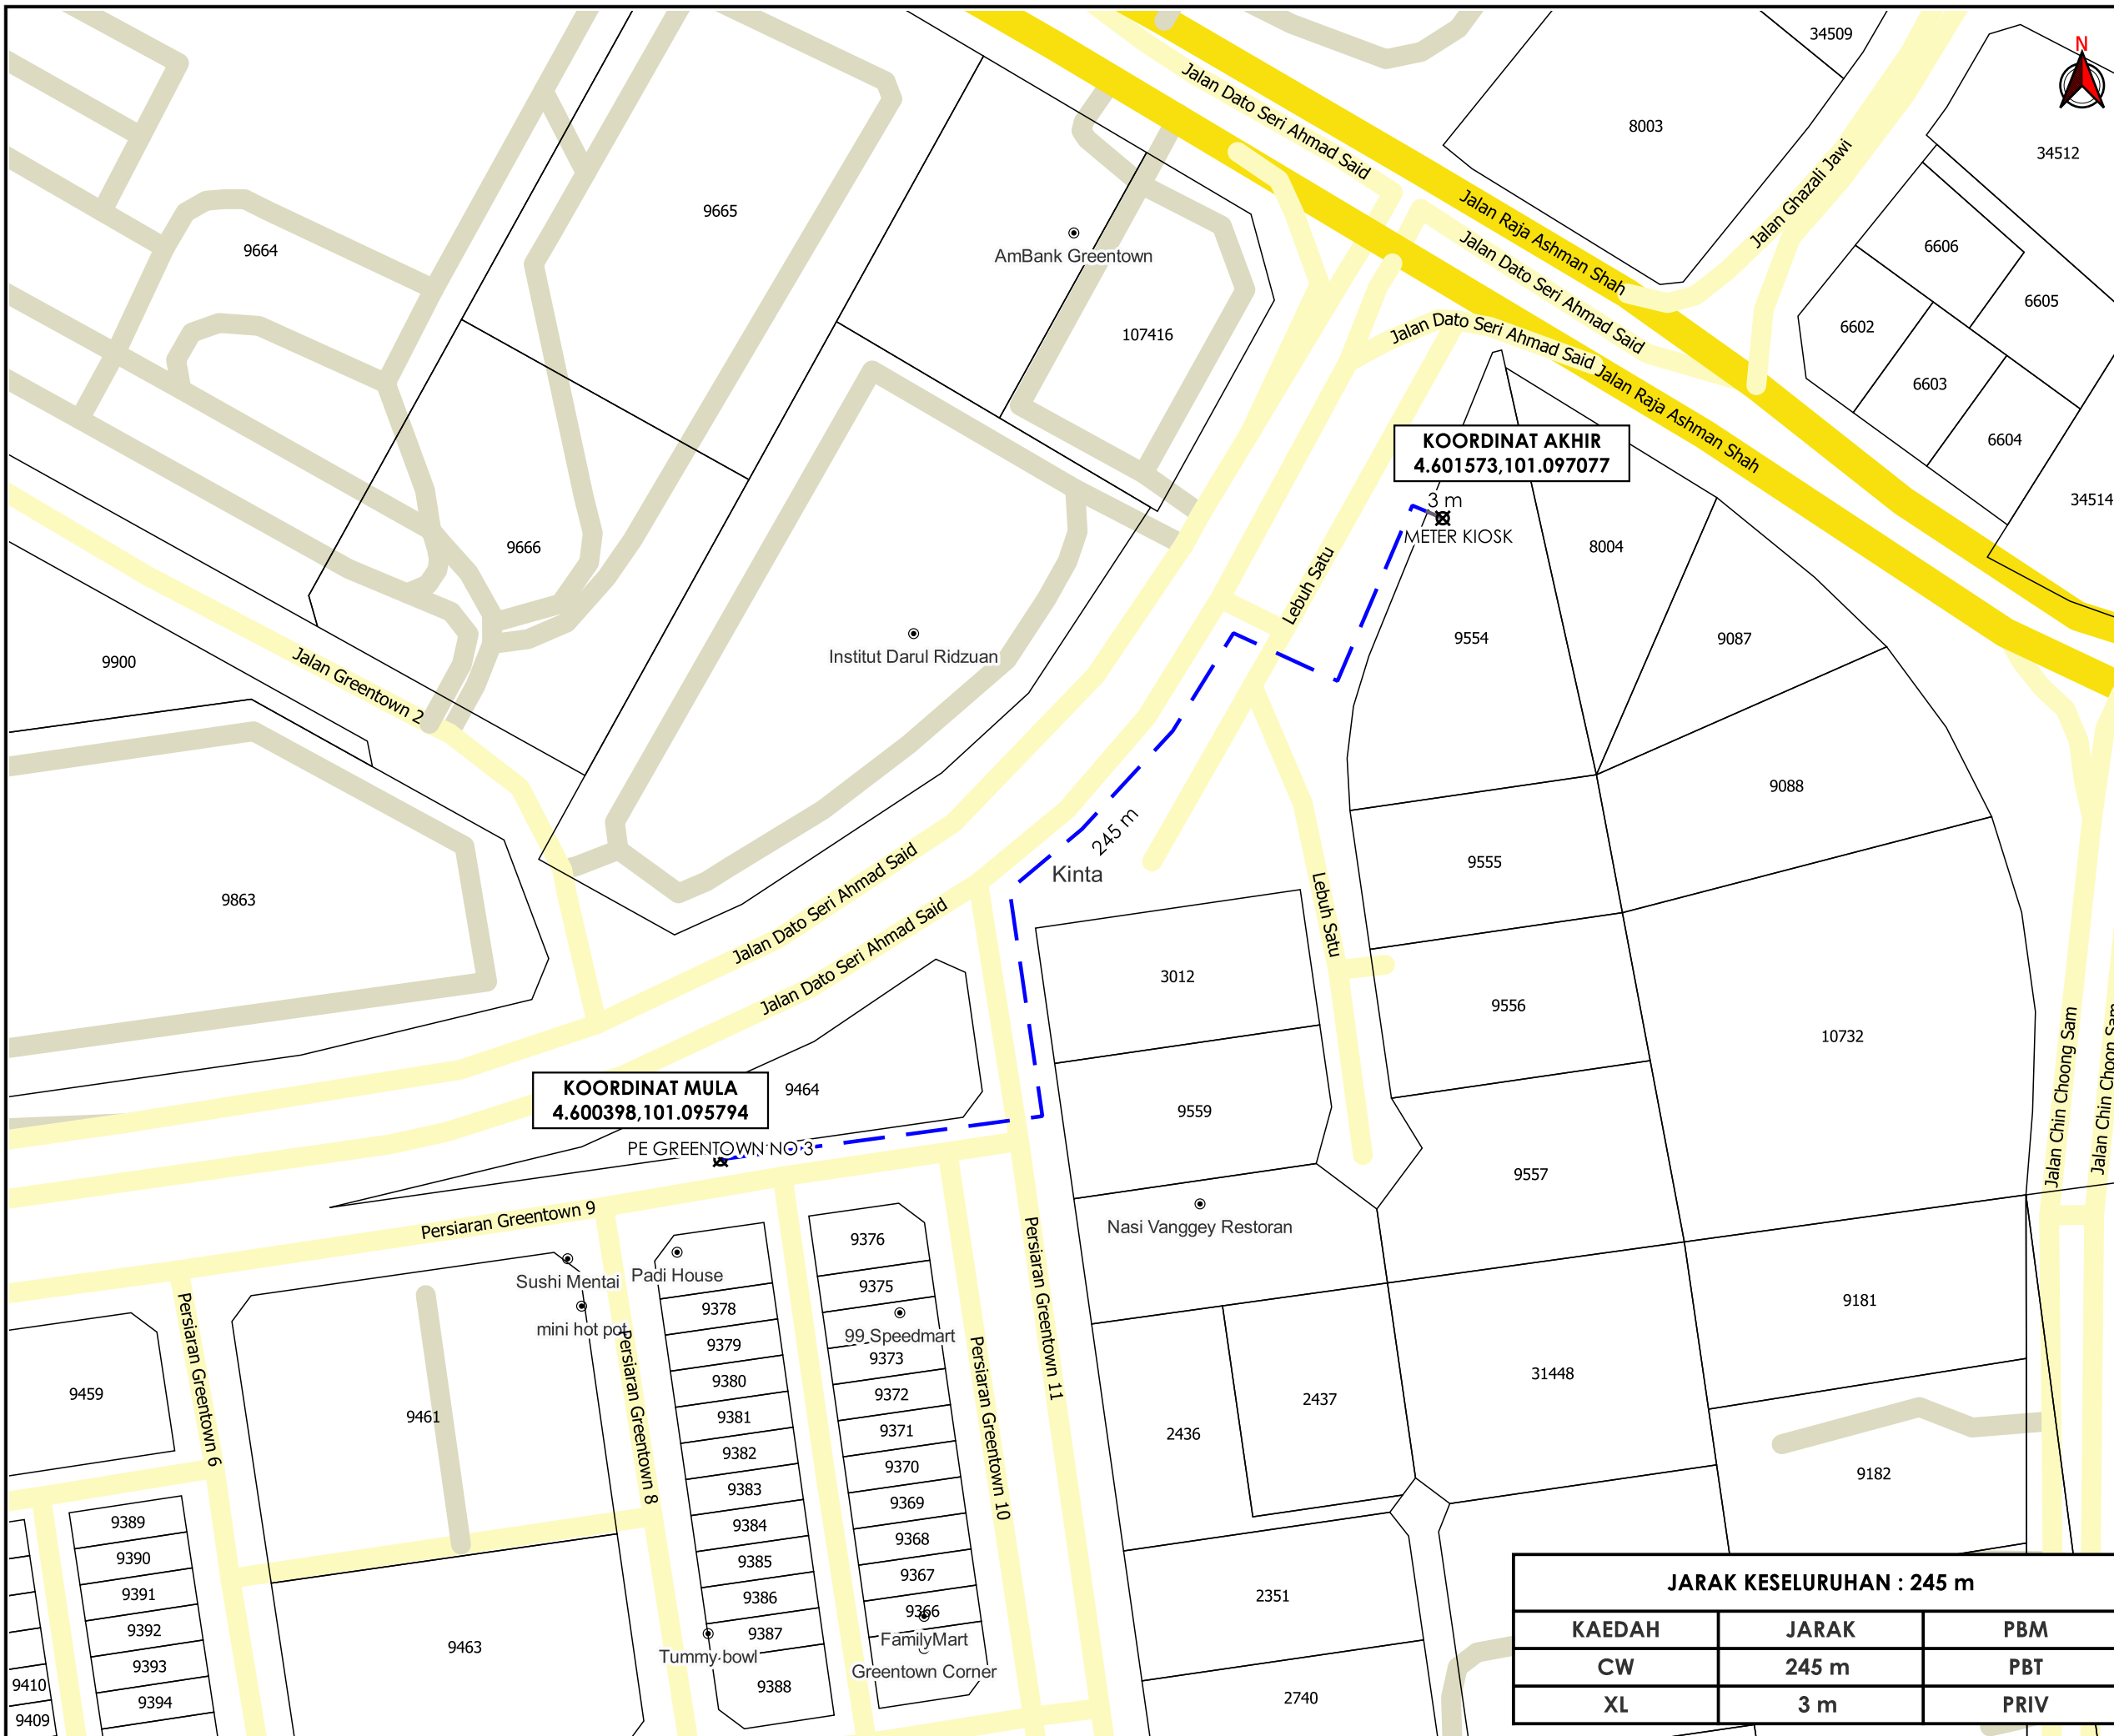 34509
N
Jalan Dato Seri Ahmad Said
8003
34512
Jalan Ghazali Jawi
9665
9664
AmBank Greentown
Jalan Raja Ashman Shah
6606
Jalan Dato Seri Ahmad Said
6605
107416
Jalan Dato Seri Ahmad Said
6602
Jalan Raja Ashman Shah
6603
6604
KOORDINAT AKHIR
4.601573,101.097077
3 m
METER KIOSK
34514
9666
8004
Lebuh Satu
9554
9087
9900
Institut Darul Ridzuan
Jalan Greentown 2
9088
245 m
Kinta
9555
9863
Jalan Dato Seri Ahmad Said
Jalan Dato Seri Ahmad Said
Lebuh Satu
3012
9556
10732
KOORDINAT MULA
4.600398,101.095794
9464
9559
PE GREENTOWN NO 3
9557
Jalan Chin Choong Sam
Jalan Chin Choon Sam
Persiaran Greentown 9
Nasi Vanggey Restoran
9376
Sushi Mentai
Padi House
9375
9378
mini hot pot
99 Speedmart
9379
9373
9380
9372
9381
9371
9382
9370
9383
9369
9384
9368
9385
9367
9386
9366
9387
FamilyMart
Tummy bowl
Greentown Corner
9388
Persiaran Greentown 6
Persiaran Greentown 8
Persiaran Greentown 10
Persiaran Greentown 11
9459
9461
9181
31448
2437
2436
9182
9389
9390
9391
9392
9393
9394
9410
9409
9463
2351
2740
JARAK KESELURUHAN : 245 m
KAEDAH JARAK PBM
CW 245 m PBT
XL 3 m PRIV